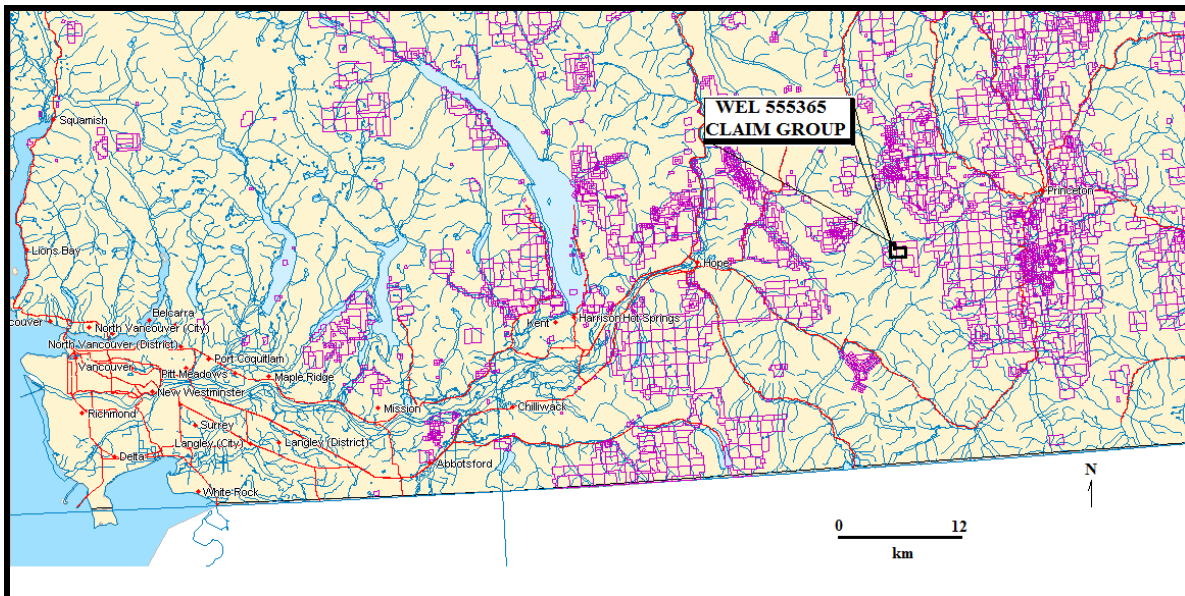 WEL 555365
CLAIM GROUP
Squamish
Princeton
Lions Bay
Hope
Belcarra
Harrison Hot Springs
Kent
couver
North Vancouver (City)
North Vancouver (District)
Port Coquitlam
Vancouver
Pitt Meadows
Maple Ridge
New Westminster
Mission
Chilliwack
Richmond
Surrey
Langley (City)
Langley (District)
Delta
Abbotsford
White Rock
N
0 12
km